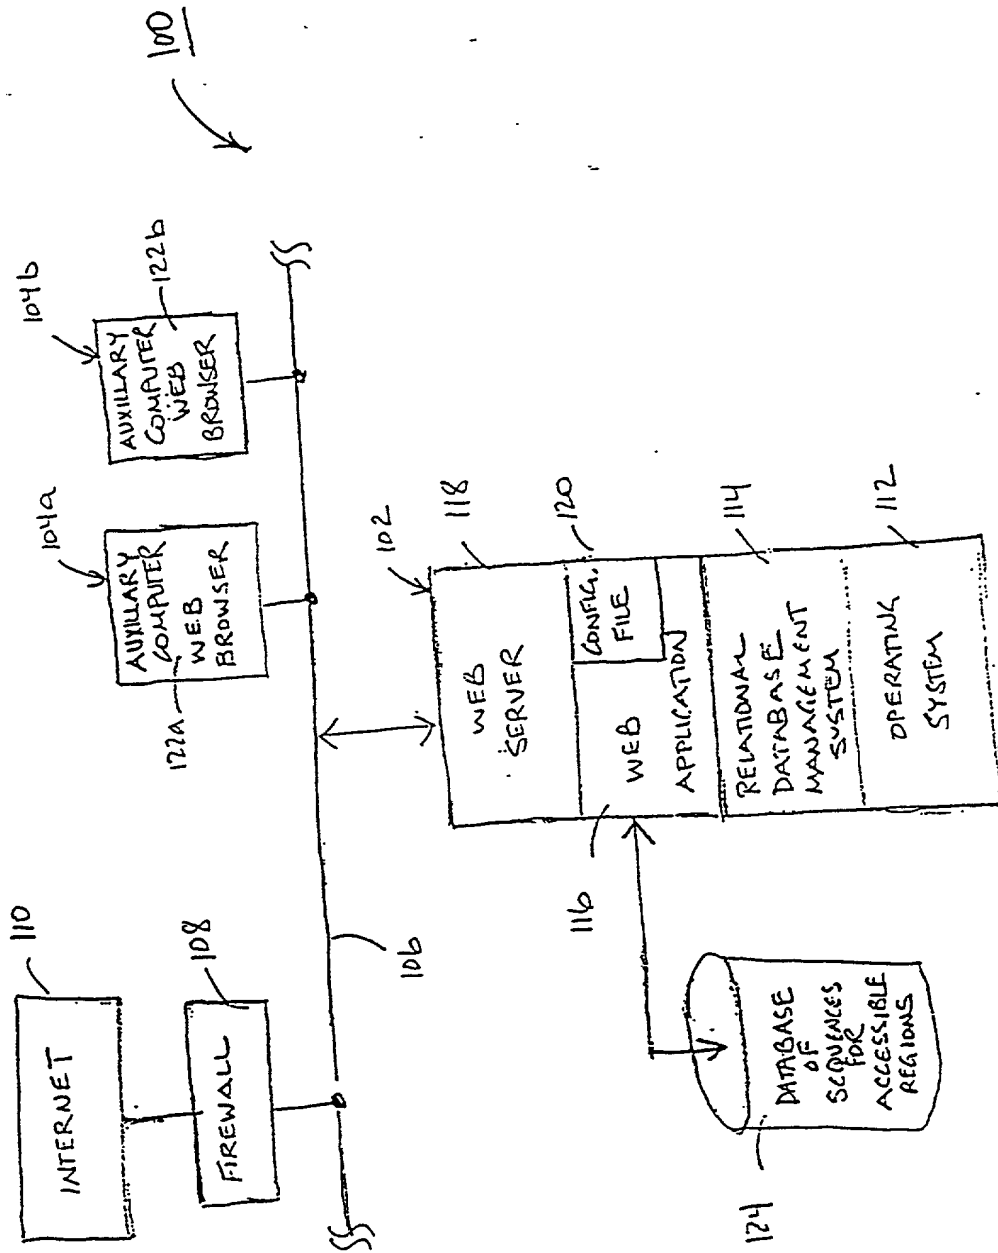 100
110
INTERNET
108
FIREWALL
106
104a
AUXILLARY
COMPUTER
WEB
BROWSER
122a
104b
AUXILLARY
COMPUTER
WEB
BROWSER
122b
102
118
WEB
SERVER
120
CONFIG.
FILE
116
WEB
APPLICATION
114
RELATIONAL
DATABASE
MANAGEMENT
SYSTEM
112
OPERATING
SYSTEM
124
DATABASE
OF
SEQUENCES
FOR
ACCESSIBLE
REGIONS